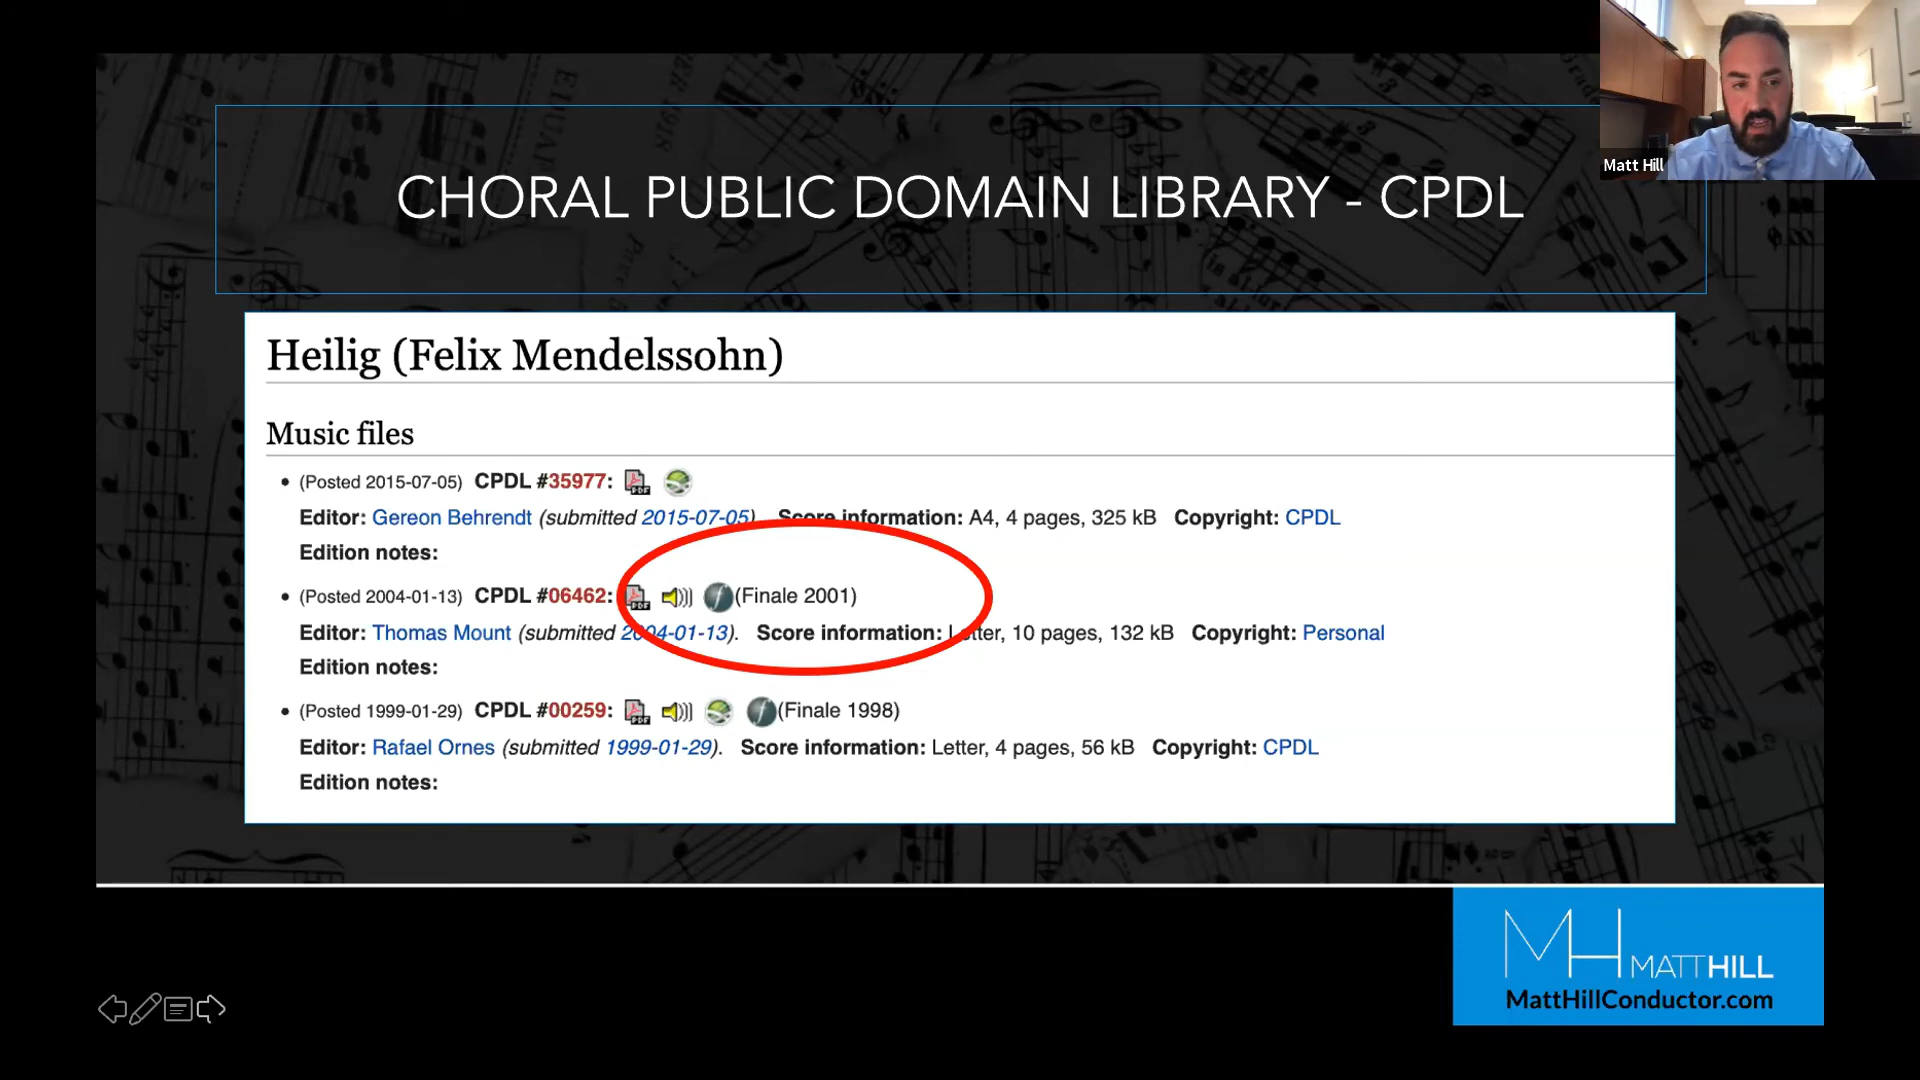 Matt Hill
CHORAL PUBLIC DOMAIN LIBRARY - CPDL
Heilig (Felix Mendelssohn)
Music files
• (Posted 2015-07-05) CPDL #35977:
Editor: Gereon Behrendt (submitted 2015-07-05). Score information: A4, 4 pages, 325 kB Copyright: CPDL
Edition notes:
• (Posted 2004-01-13) CPDL #06462: (Finale 2001)
Editor: Thomas Mount (submitted 2004-01-13). Score information: Letter, 10 pages, 132 kB Copyright: Personal
Edition notes:
• (Posted 1999-01-29) CPDL #00259: (Finale 1998)
Editor: Rafael Ornes (submitted 1999-01-29). Score information: Letter, 4 pages, 56 kB Copyright: CPDL
Edition notes:
MH MATTHILL
MattHillConductor.com